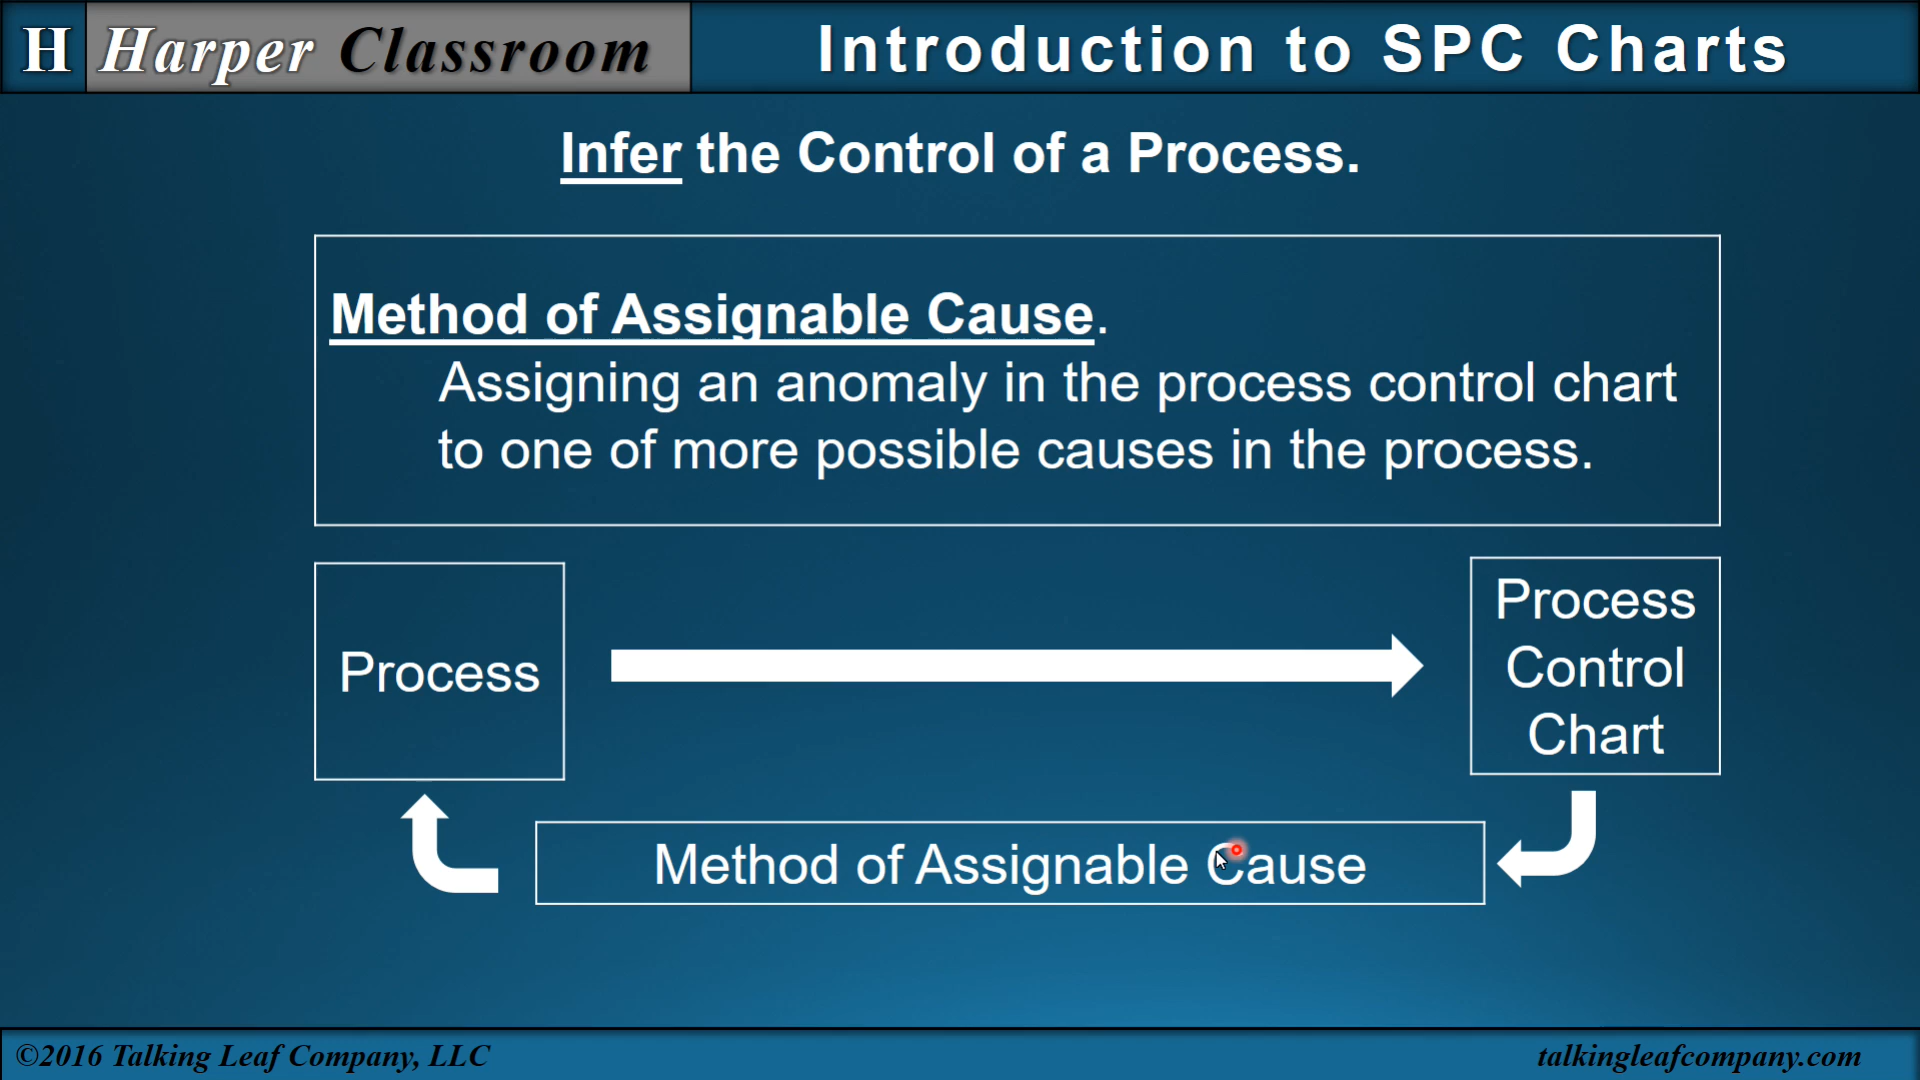 H Harper Classroom
Introduction to SPC Charts
Infer the Control of a Process.
Method of Assignable Cause.
Assigning an anomaly in the process control chart
to one of more possible causes in the process.
Process
Process
Control
Chart
Method of Assignable Cause
©2016 Talking Leaf Company, LLC
talkingleafcompany.com